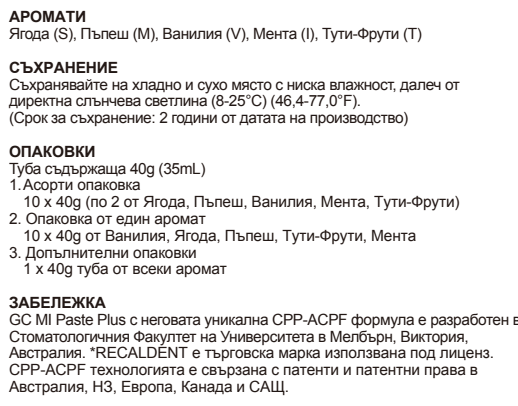 АРОМАТИ
Ягода (S), Пъпеш (M), Ванилия (V), Мента (I), Тути-Фрути (T)
СЪХРАНЕНИЕ
Съхранявайте на хладно и сухо място с ниска влажност, далеч от
директна слънчева светлина (8-25°C) (46,4-77,0°F).
(Срок за съхранение: 2 години от датата на производство)
ОПАКОВКИ
Туба съдържаща 40g (35mL)
1. Асорти опаковка
10 x 40g (по 2 от Ягода, Пъпеш, Ванилия, Мента, Тути-Фрути)
2. Опаковка от един аромат
10 x 40g от Ванилия, Ягода, Пъпеш, Тути-Фрути, Мента
3. Допълнителни опаковки
1 x 40g туба от всеки аромат
ЗАБЕЛЕЖКА
GC MI Paste Plus с неговата уникална CPP-ACPF формула е разработен в
Стоматологичния Факултет на Университета в Мелбърн, Виктория,
Австралия. *RECALDENT е търговска марка използвана под лиценз.
CPP-ACPF технологията е свързана с патенти и патентни права в
Австралия, НЗ, Европа, Канада и САЩ.